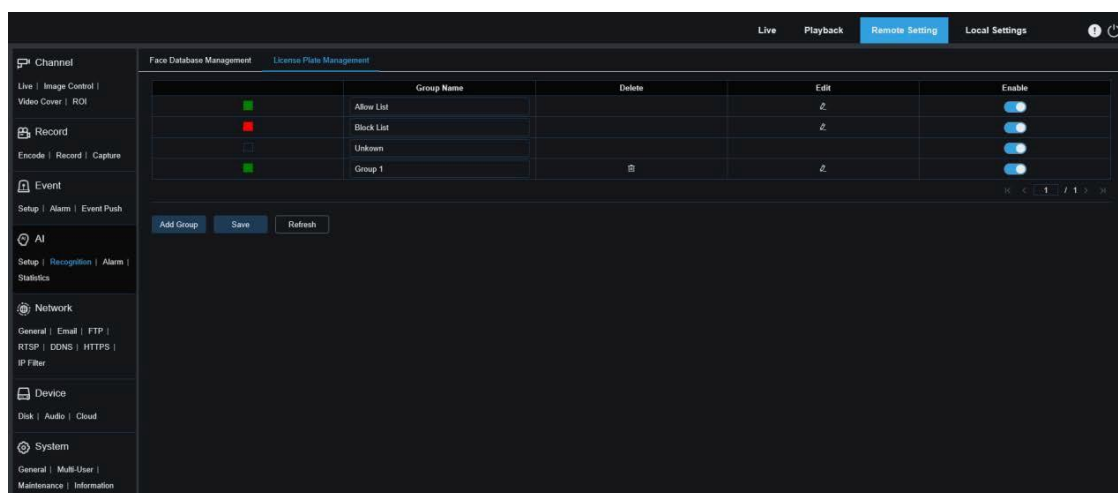 Live Playback Remote Setting Local Settings
Channel
Live | Image Control |
Video Cover | ROI
Record
Encode | Record | Capture
Event
Setup | Alarm | Event Push
AI
Setup | Recognition | Alarm |
Statistics
Network
General | Email | FTP |
RTSP | DDNS | HTTPS |
IP Filter
Device
Disk | Audio | Cloud
System
General | Multi-User |
Maintenance | Information
Face Database Management License Plate Management
Group Name Delete Edit Enable
Allow List
Block List
Unkown
Group 1
1 / 1
Add Group Save Refresh